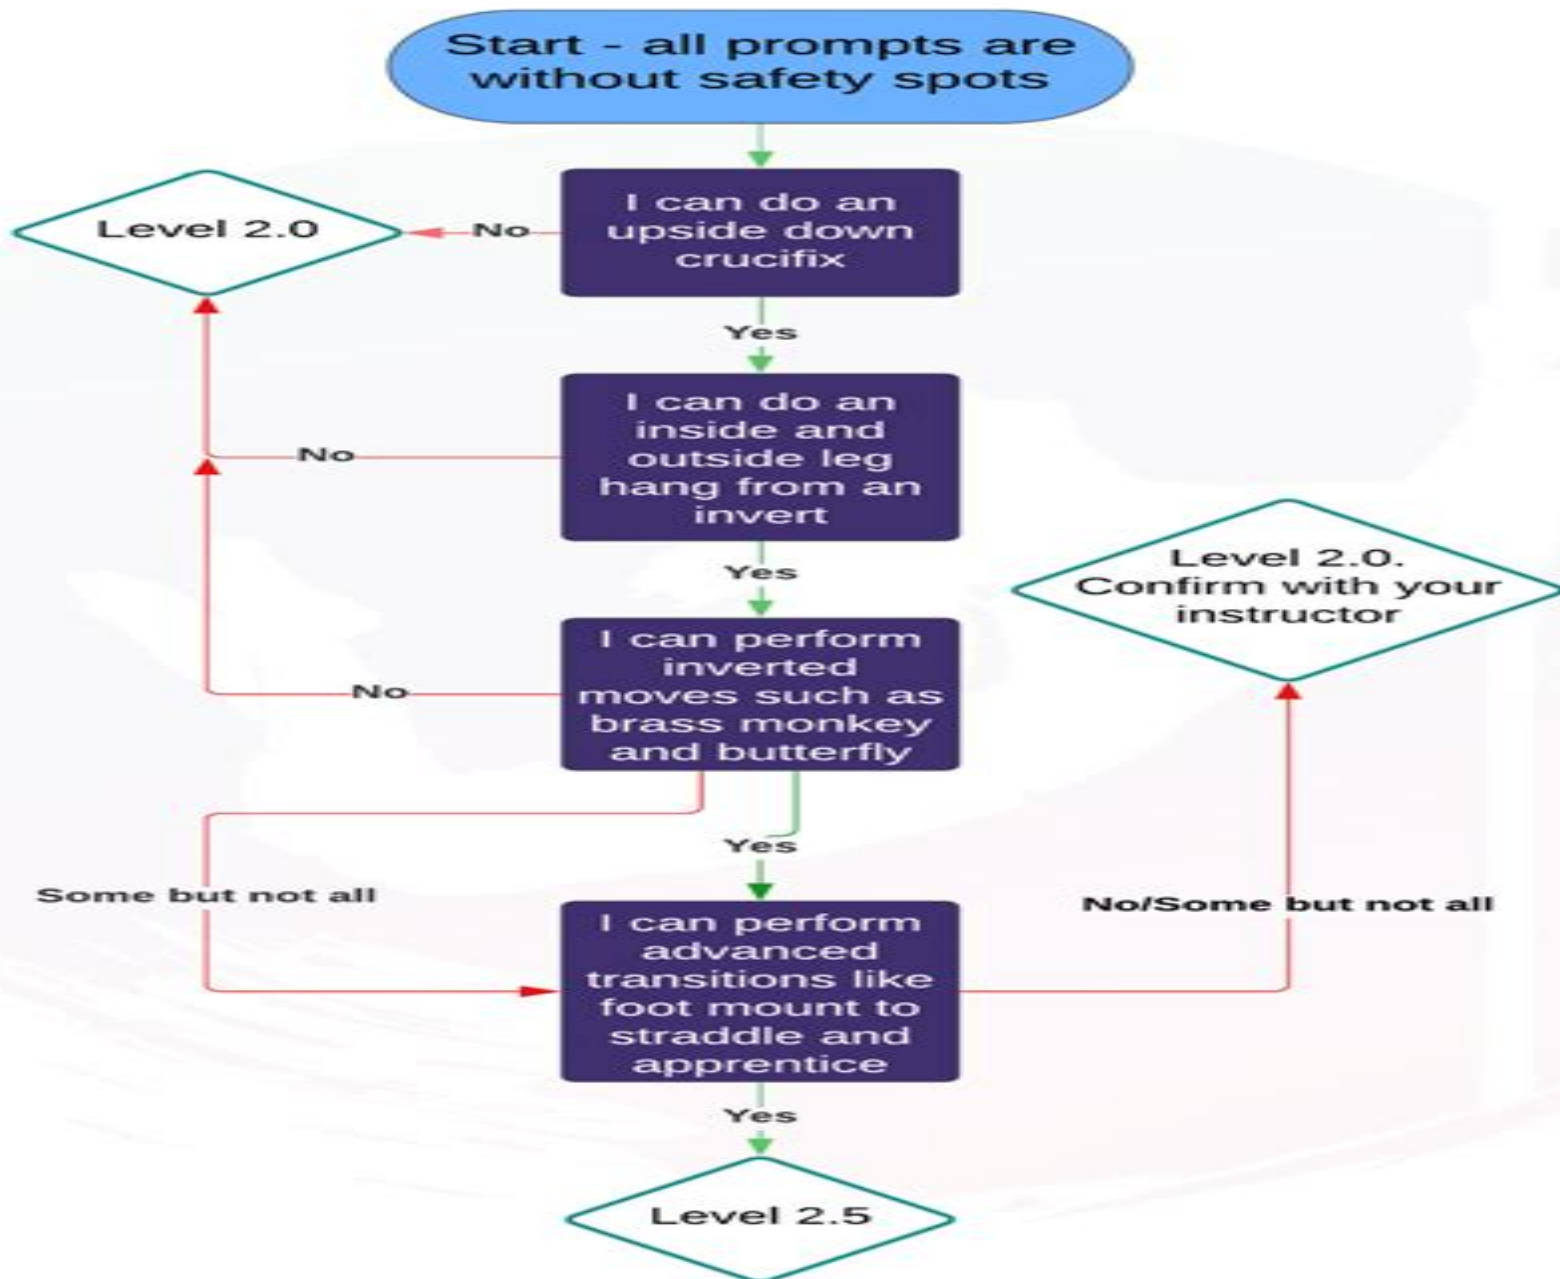 Start - all prompts are
without safety spots
Level 2.0
No
I can do an
upside down
crucifix
Yes
No
I can do an
inside and
outside leg
hang from an
invert
Yes
Level 2.0.
Confirm with your
instructor
No
I can perform
inverted
moves such as
brass monkey
and butterfly
Yes
Some but not all
No/Some but not all
I can perform
advanced
transitions like
foot mount to
straddle and
apprentice
Yes
Level 2.5